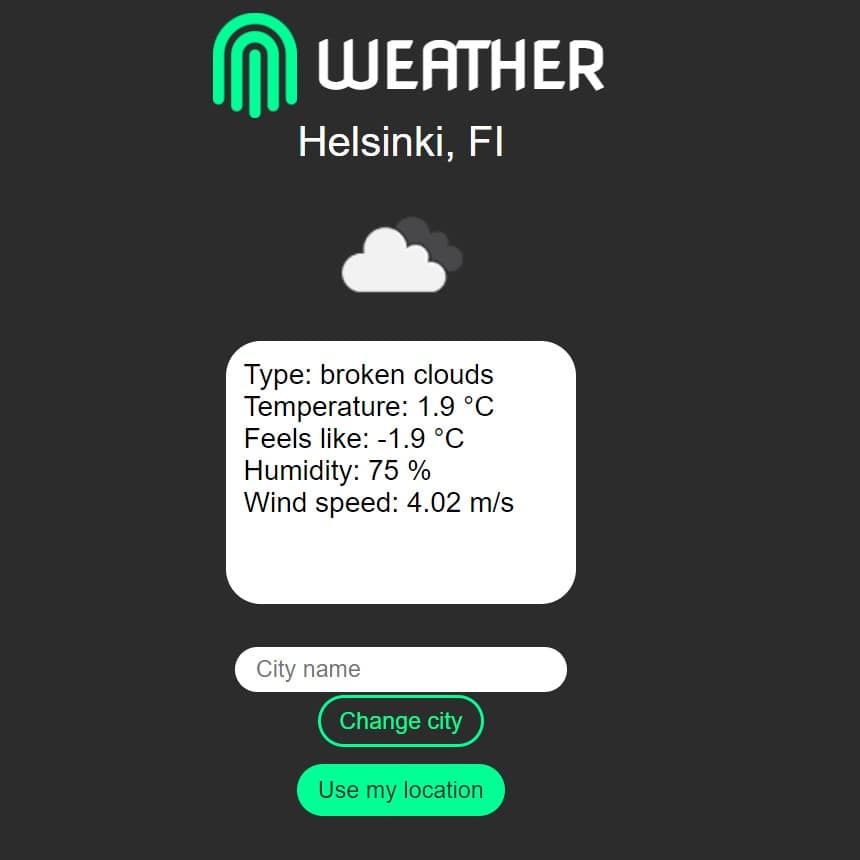 WEATHER
Helsinki, FI
Type: broken clouds
Temperature: 1.9 °C
Feels like: -1.9 °C
Humidity: 75 %
Wind speed: 4.02 m/s
City name
Change city
Use my location